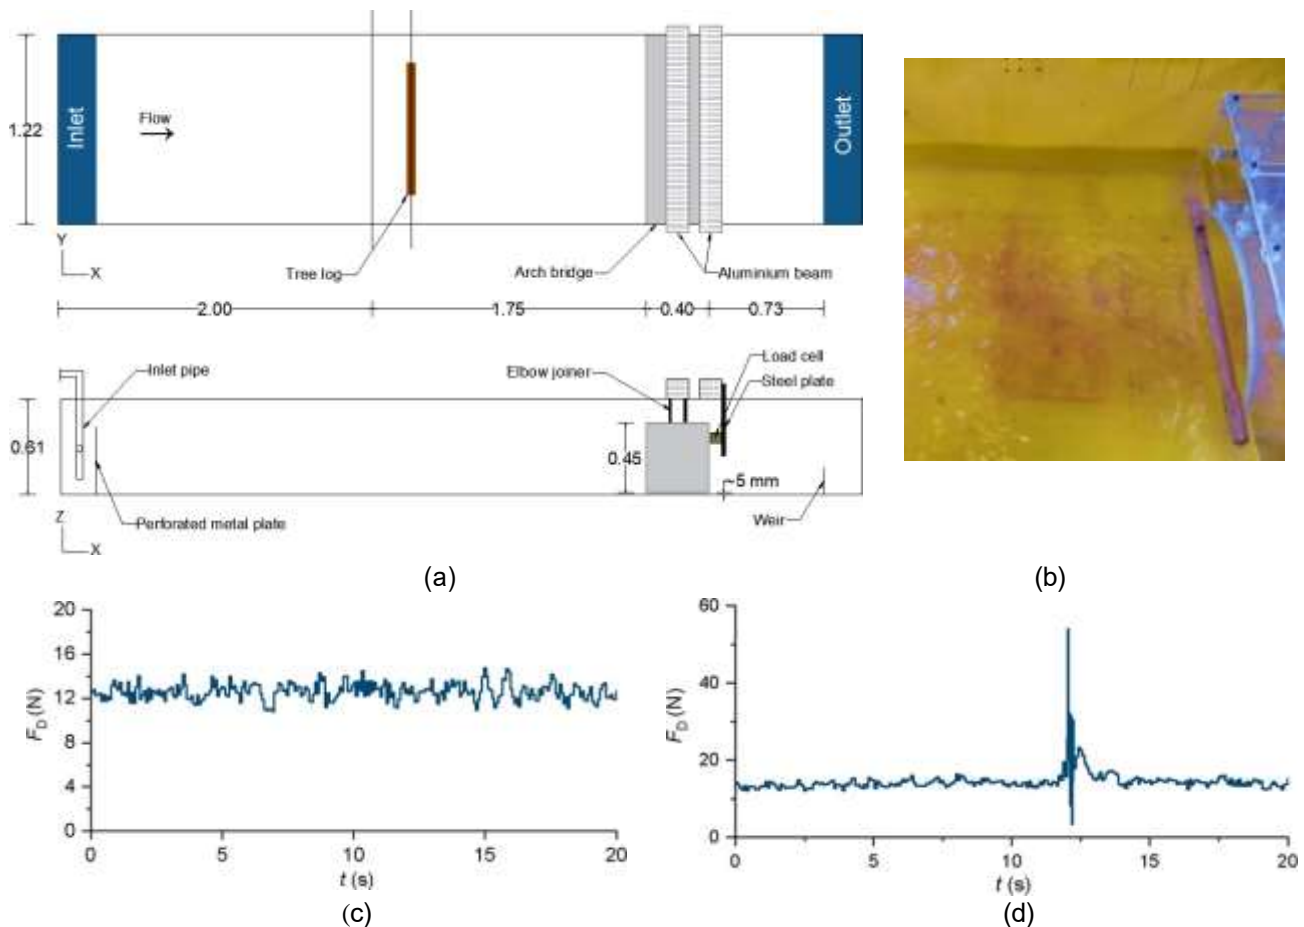 Inlet
Flow
Outlet
1.22
Y
X
Tree log
Arch bridge
Aluminium beam
2.00
1.75
0.40
0.73
Inlet pipe
Elbow joiner
Load cell
Steel plate
0.61
0.45
~5 mm
Z
X
Perforated metal plate
Weir
(a)
(b)
20
16
12
8
4
0
F_D (N)
0
5
10
15
20
t (s)
(c)
60
40
20
0
F_D (N)
0
5
10
15
20
t (s)
(d)